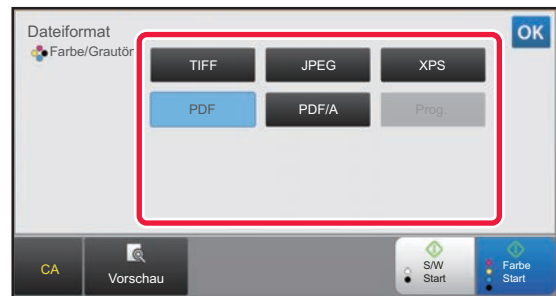 Dateiformat
OK
Farbe/Grautön
TIFF
JPEG
XPS
PDF
PDF/A
Prog.
CA
Vorschau
S/W
Start
Farbe
Start